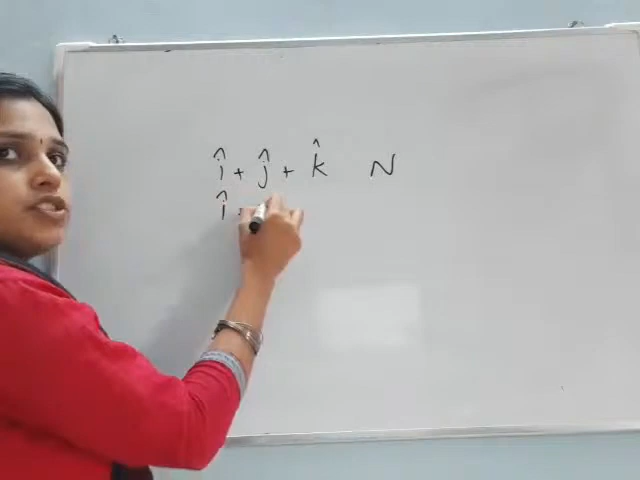 î + ĵ + k̂ N
î